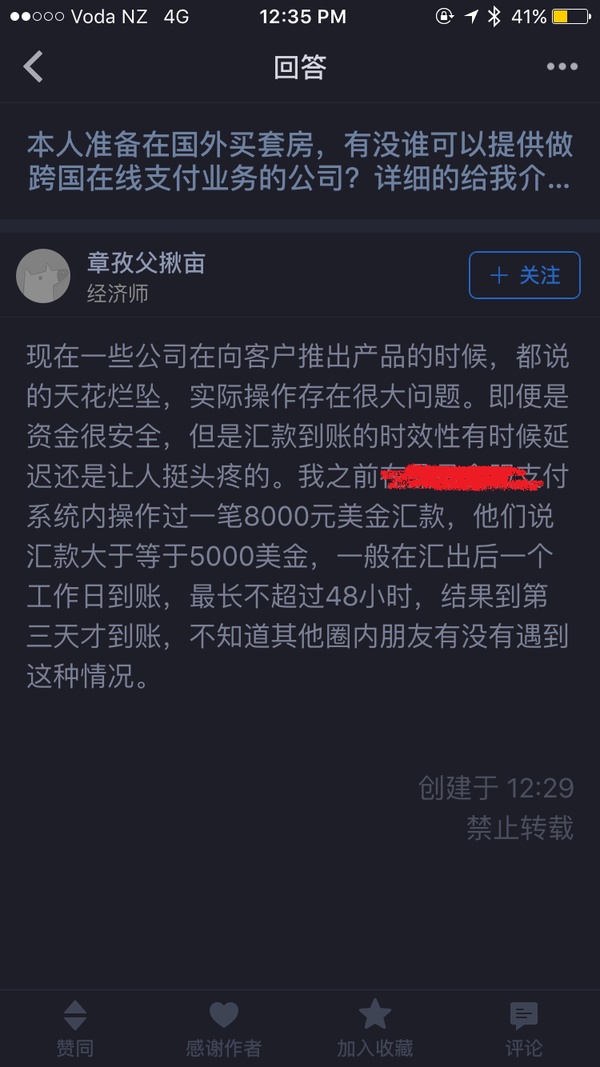 Voda NZ 4G 12:35 PM 41%
回答
本人准备在国外买套房，有没谁可以提供做
跨国在线支付业务的公司？详细的给我介...
章孜父揪亩
经济师
＋ 关注
现在一些公司在向客户推出产品的时候，都说
的天花烂坠，实际操作存在很大问题。即便是
资金很安全，但是汇款到账的时效性有时候延
迟还是让人挺头疼的。我之前在支付
系统内操作过一笔8000元美金汇款，他们说
汇款大于等于5000美金，一般在汇出后一个
工作日到账，最长不超过48小时，结果到第
三天才到账，不知道其他圈内朋友有没有遇到
这种情况。
创建于 12:29
禁止转载
赞同
感谢作者
加入收藏
评论